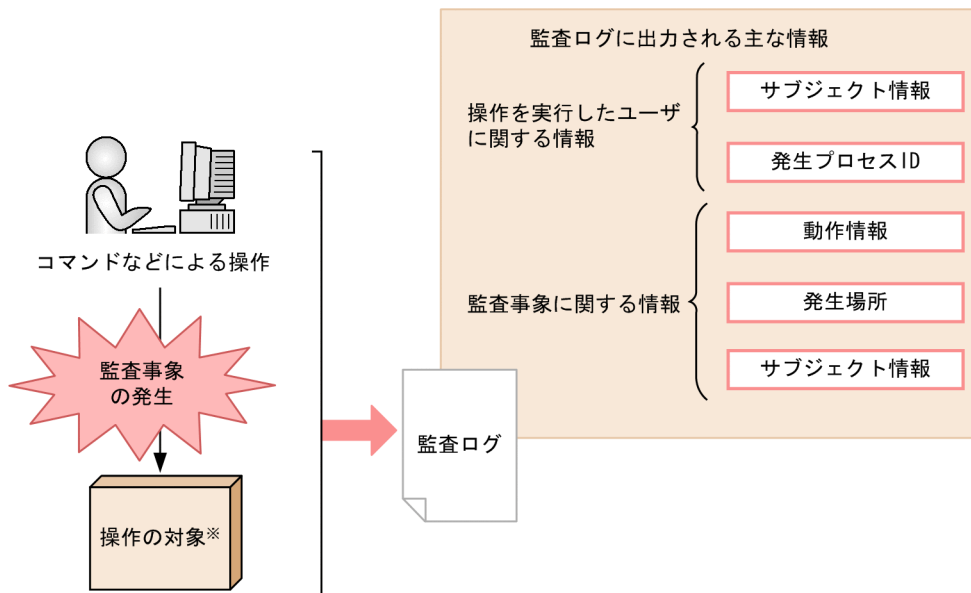 監査ログに出力される主な情報
操作を実行したユーザ
に関する情報
サブジェクト情報
発生プロセスID
監査事象に関する情報
動作情報
発生場所
サブジェクト情報
コマンドなどによる操作
監査事象
の発生
操作の対象※
監査ログ